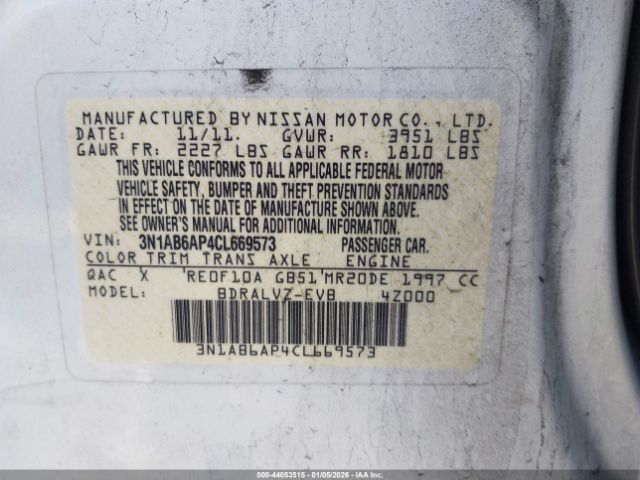 MANUFACTURED BY NISSAN MOTOR CO., LTD.
DATE: 11/11. GVWR: 3951 LBS
GAWR FR: 2227 LBS GAWR RR: 1810 LBS
THIS VEHICLE CONFORMS TO ALL APPLICABLE FEDERAL MOTOR
VEHICLE SAFETY, BUMPER AND THEFT PREVENTION STANDARDS
IN EFFECT ON THE DATE OF MANUFACTURE SHOWN ABOVE.
SEE OWNER'S MANUAL FOR ADDITIONAL INFORMATION.
VIN: 3N1AB6AP4CL669573 PASSENGER CAR.
COLOR TRIM TRANS AXLE ENGINE
QAC X RE0F10A GB51 MR20DE 1997 CC
MODEL: BDRALVZ-EVB 4Z000
3N1AB6AP4CL669573
000-44053515 - 01/05/2026 - IAA Inc.